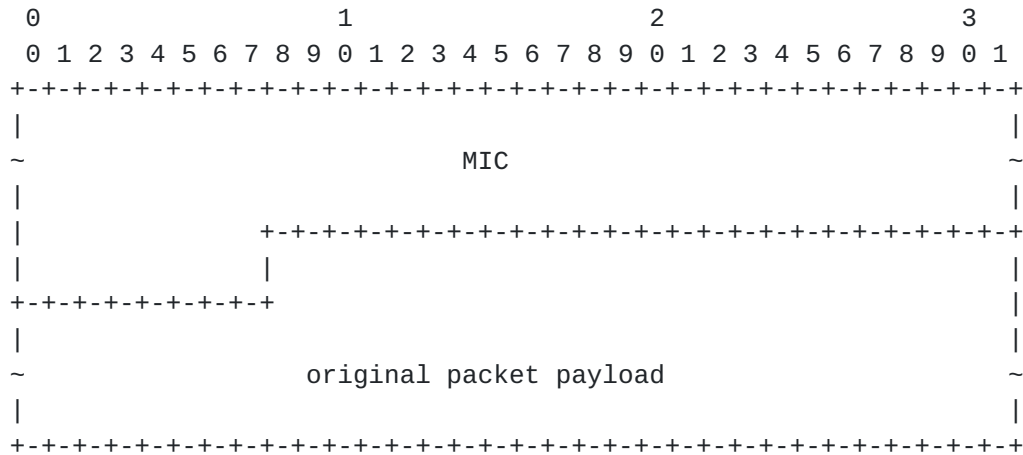 0                   1                   2                   3
 0 1 2 3 4 5 6 7 8 9 0 1 2 3 4 5 6 7 8 9 0 1 2 3 4 5 6 7 8 9 0 1
+-+-+-+-+-+-+-+-+-+-+-+-+-+-+-+-+-+-+-+-+-+-+-+-+-+-+-+-+-+-+-+-+
|                                                               |
~                            MIC                                ~
|                                                               |
|               +-+-+-+-+-+-+-+-+-+-+-+-+-+-+-+-+-+-+-+-+-+-+-+-+
|               |                                               |
+-+-+-+-+-+-+-+-+                                               |
|                                                               |
~                  original packet payload                      ~
|                                                               |
+-+-+-+-+-+-+-+-+-+-+-+-+-+-+-+-+-+-+-+-+-+-+-+-+-+-+-+-+-+-+-+-+